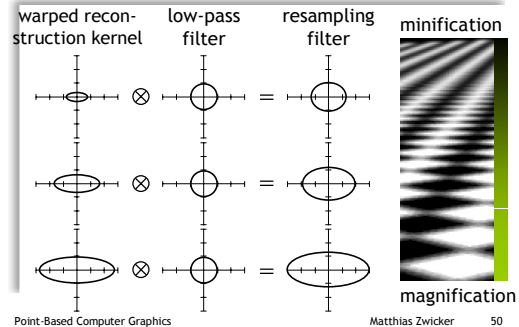 warped recon-
struction kernel
low-pass
filter
resampling
filter
minification
⊗ =
⊗ =
⊗ =
magnification
Point-Based Computer Graphics
Matthias Zwicker 50